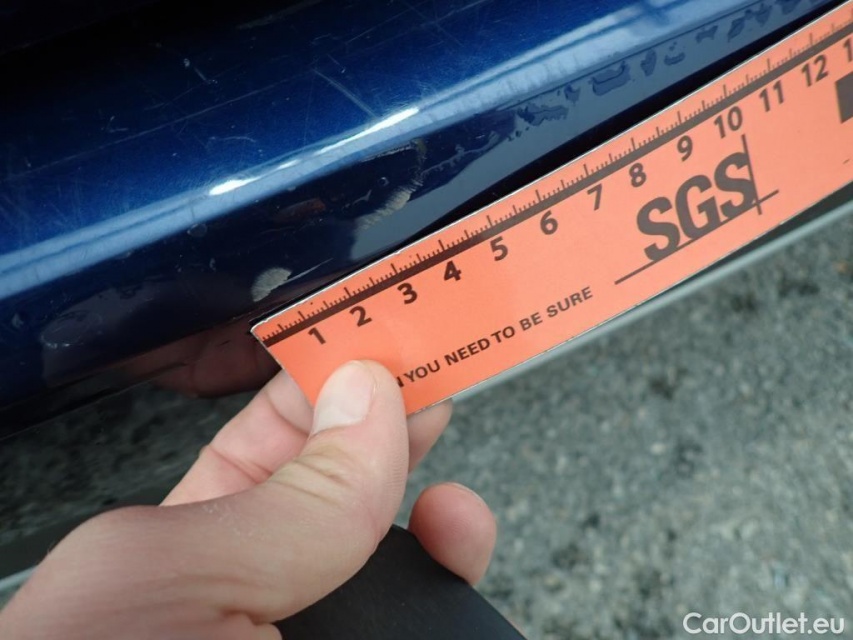 1 2 3 4 5 6 7 8 9 10 11 12
SGS
YOU NEED TO BE SURE
CarOutlet.eu